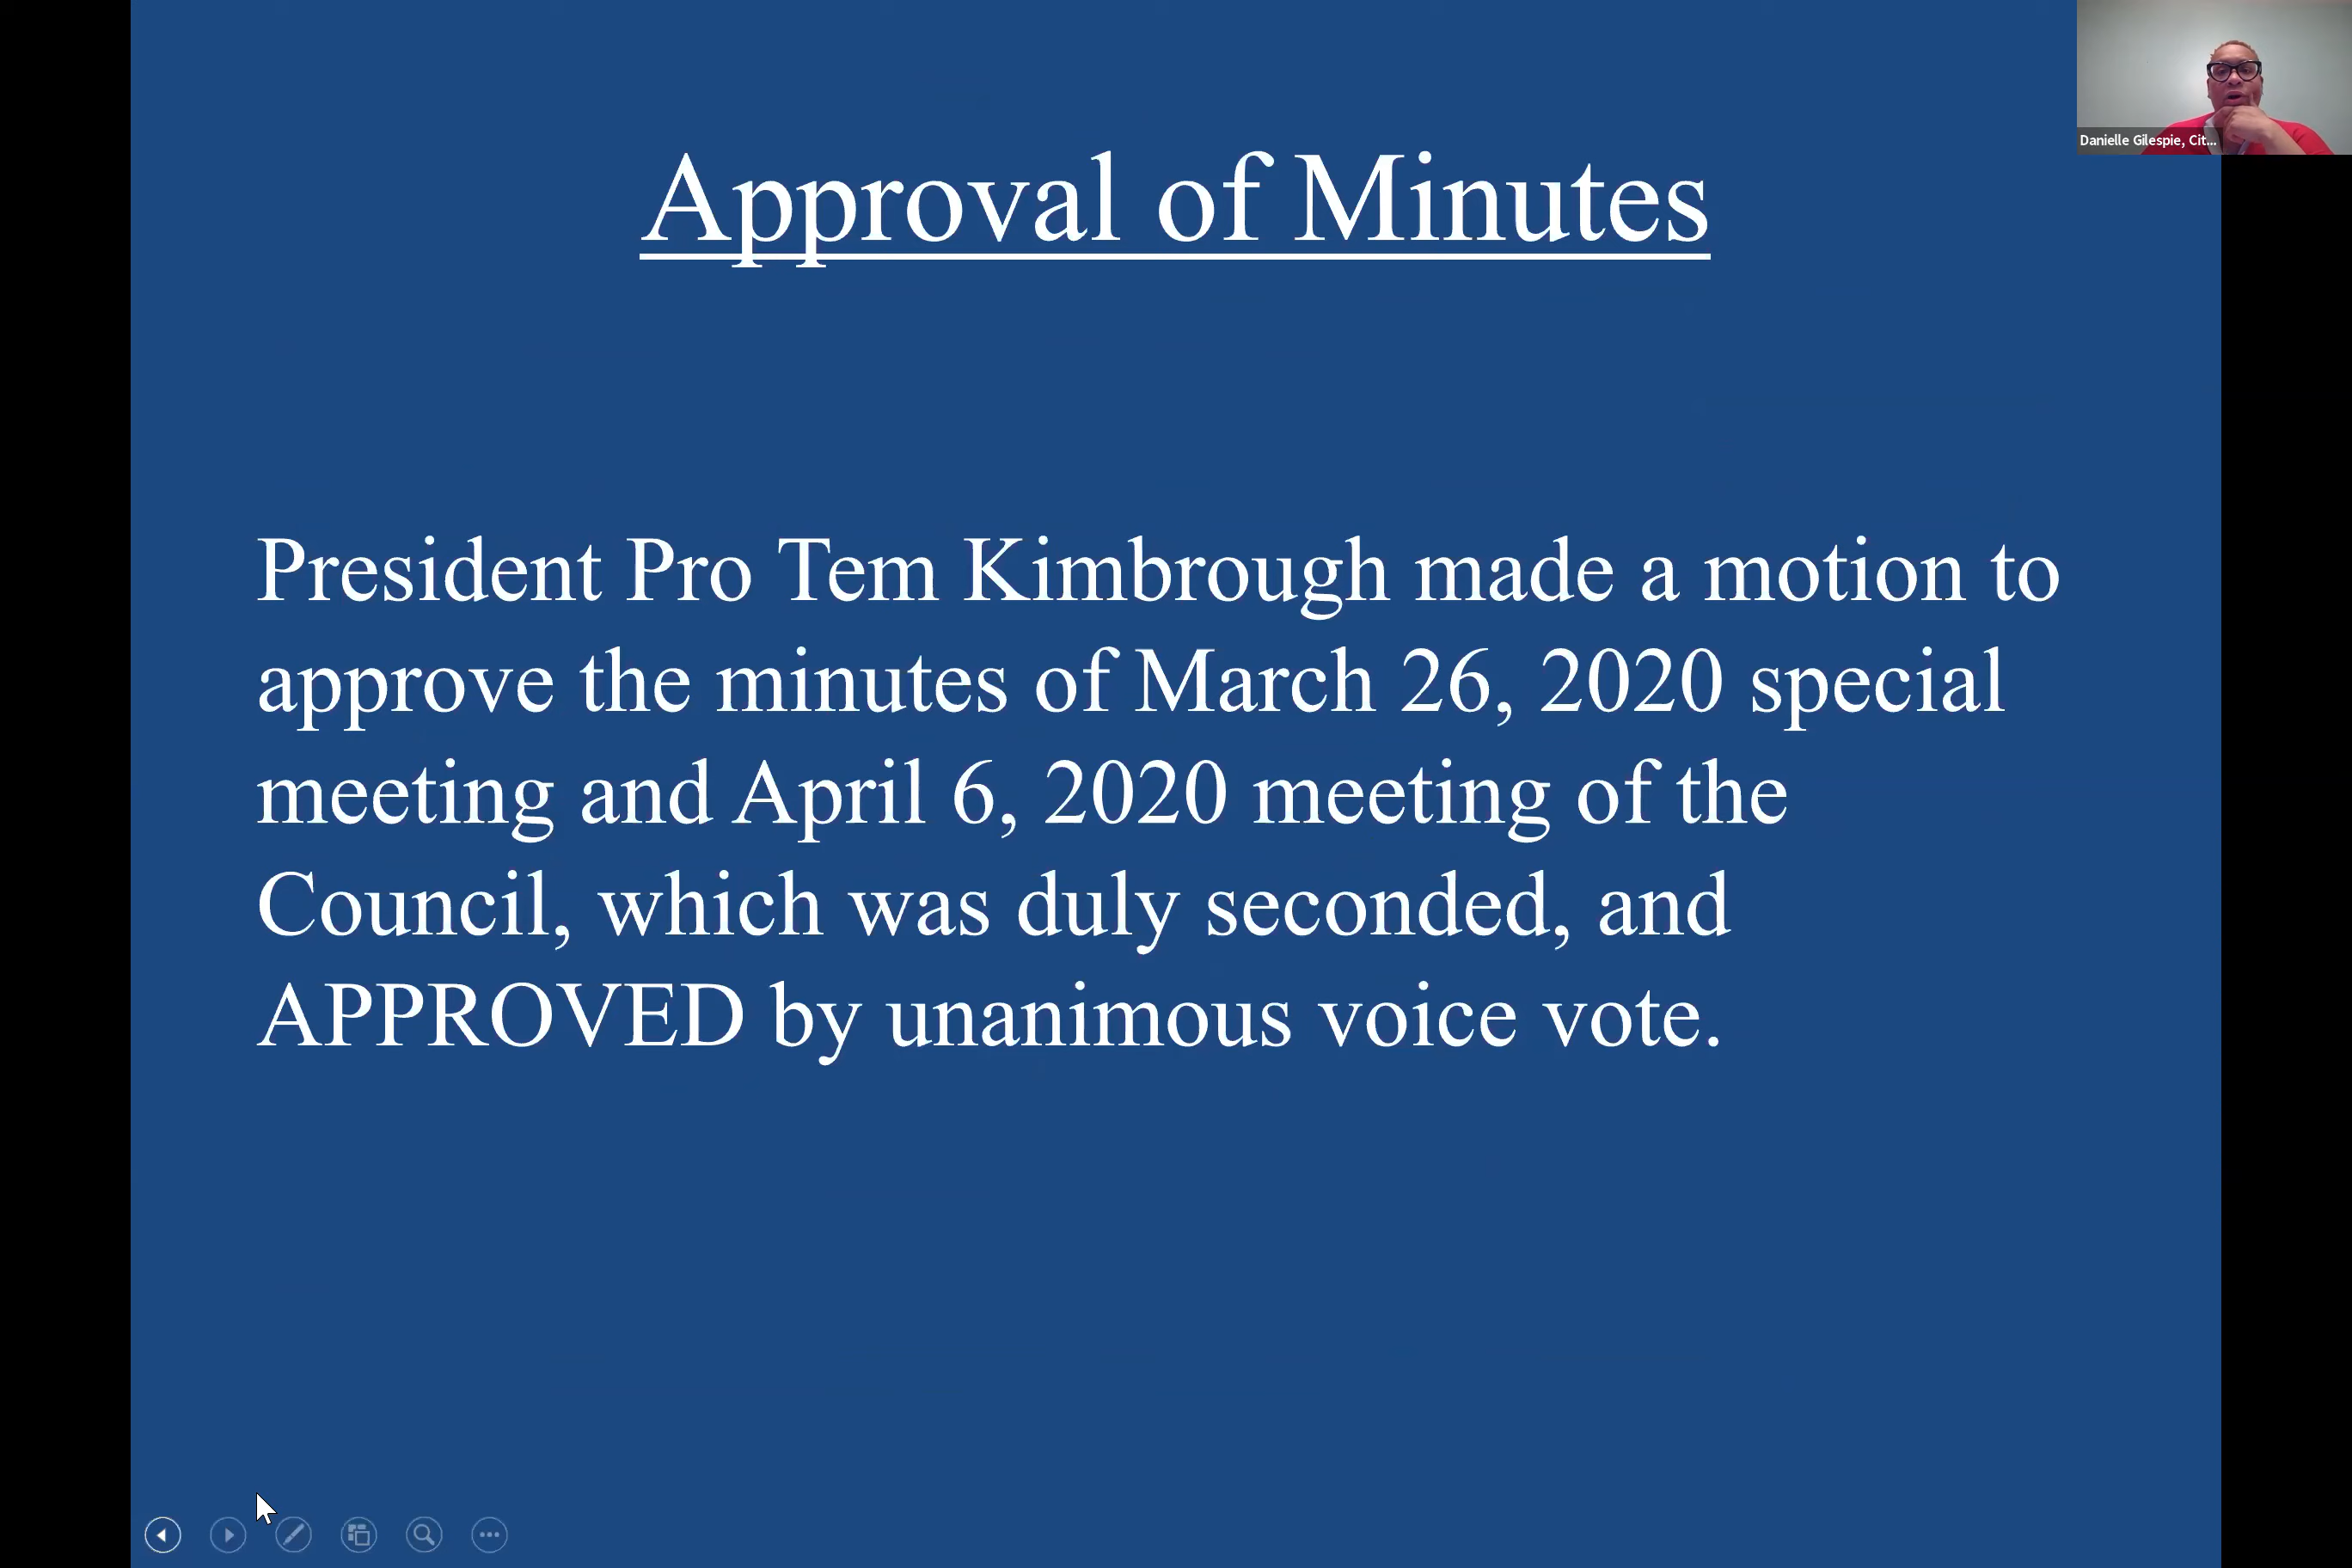 Approval of Minutes
Danielle Gilespie, Cit...
President Pro Tem Kimbrough made a motion to
approve the minutes of March 26, 2020 special
meeting and April 6, 2020 meeting of the
Council, which was duly seconded, and
APPROVED by unanimous voice vote.